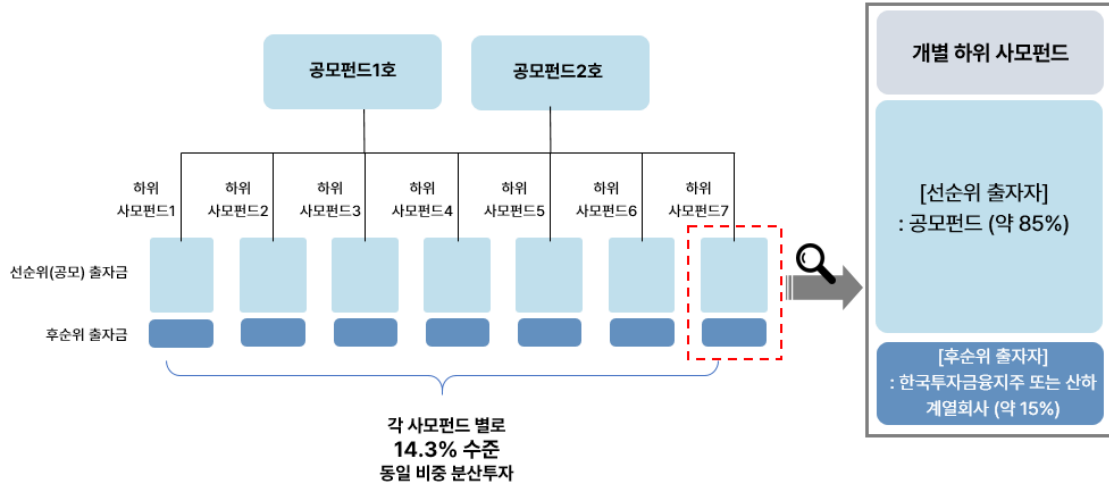 공모펀드1호
공모펀드2호
하위
사모펀드1
하위
사모펀드2
하위
사모펀드3
하위
사모펀드4
하위
사모펀드5
하위
사모펀드6
하위
사모펀드7
선순위(공모) 출자금
후순위 출자금
각 사모펀드 별로
14.3% 수준
동일 비중 분산투자
개별 하위 사모펀드
[선순위 출자자]
: 공모펀드 (약 85%)
[후순위 출자자]
: 한국투자금융지주 또는 산하
계열회사 (약 15%)